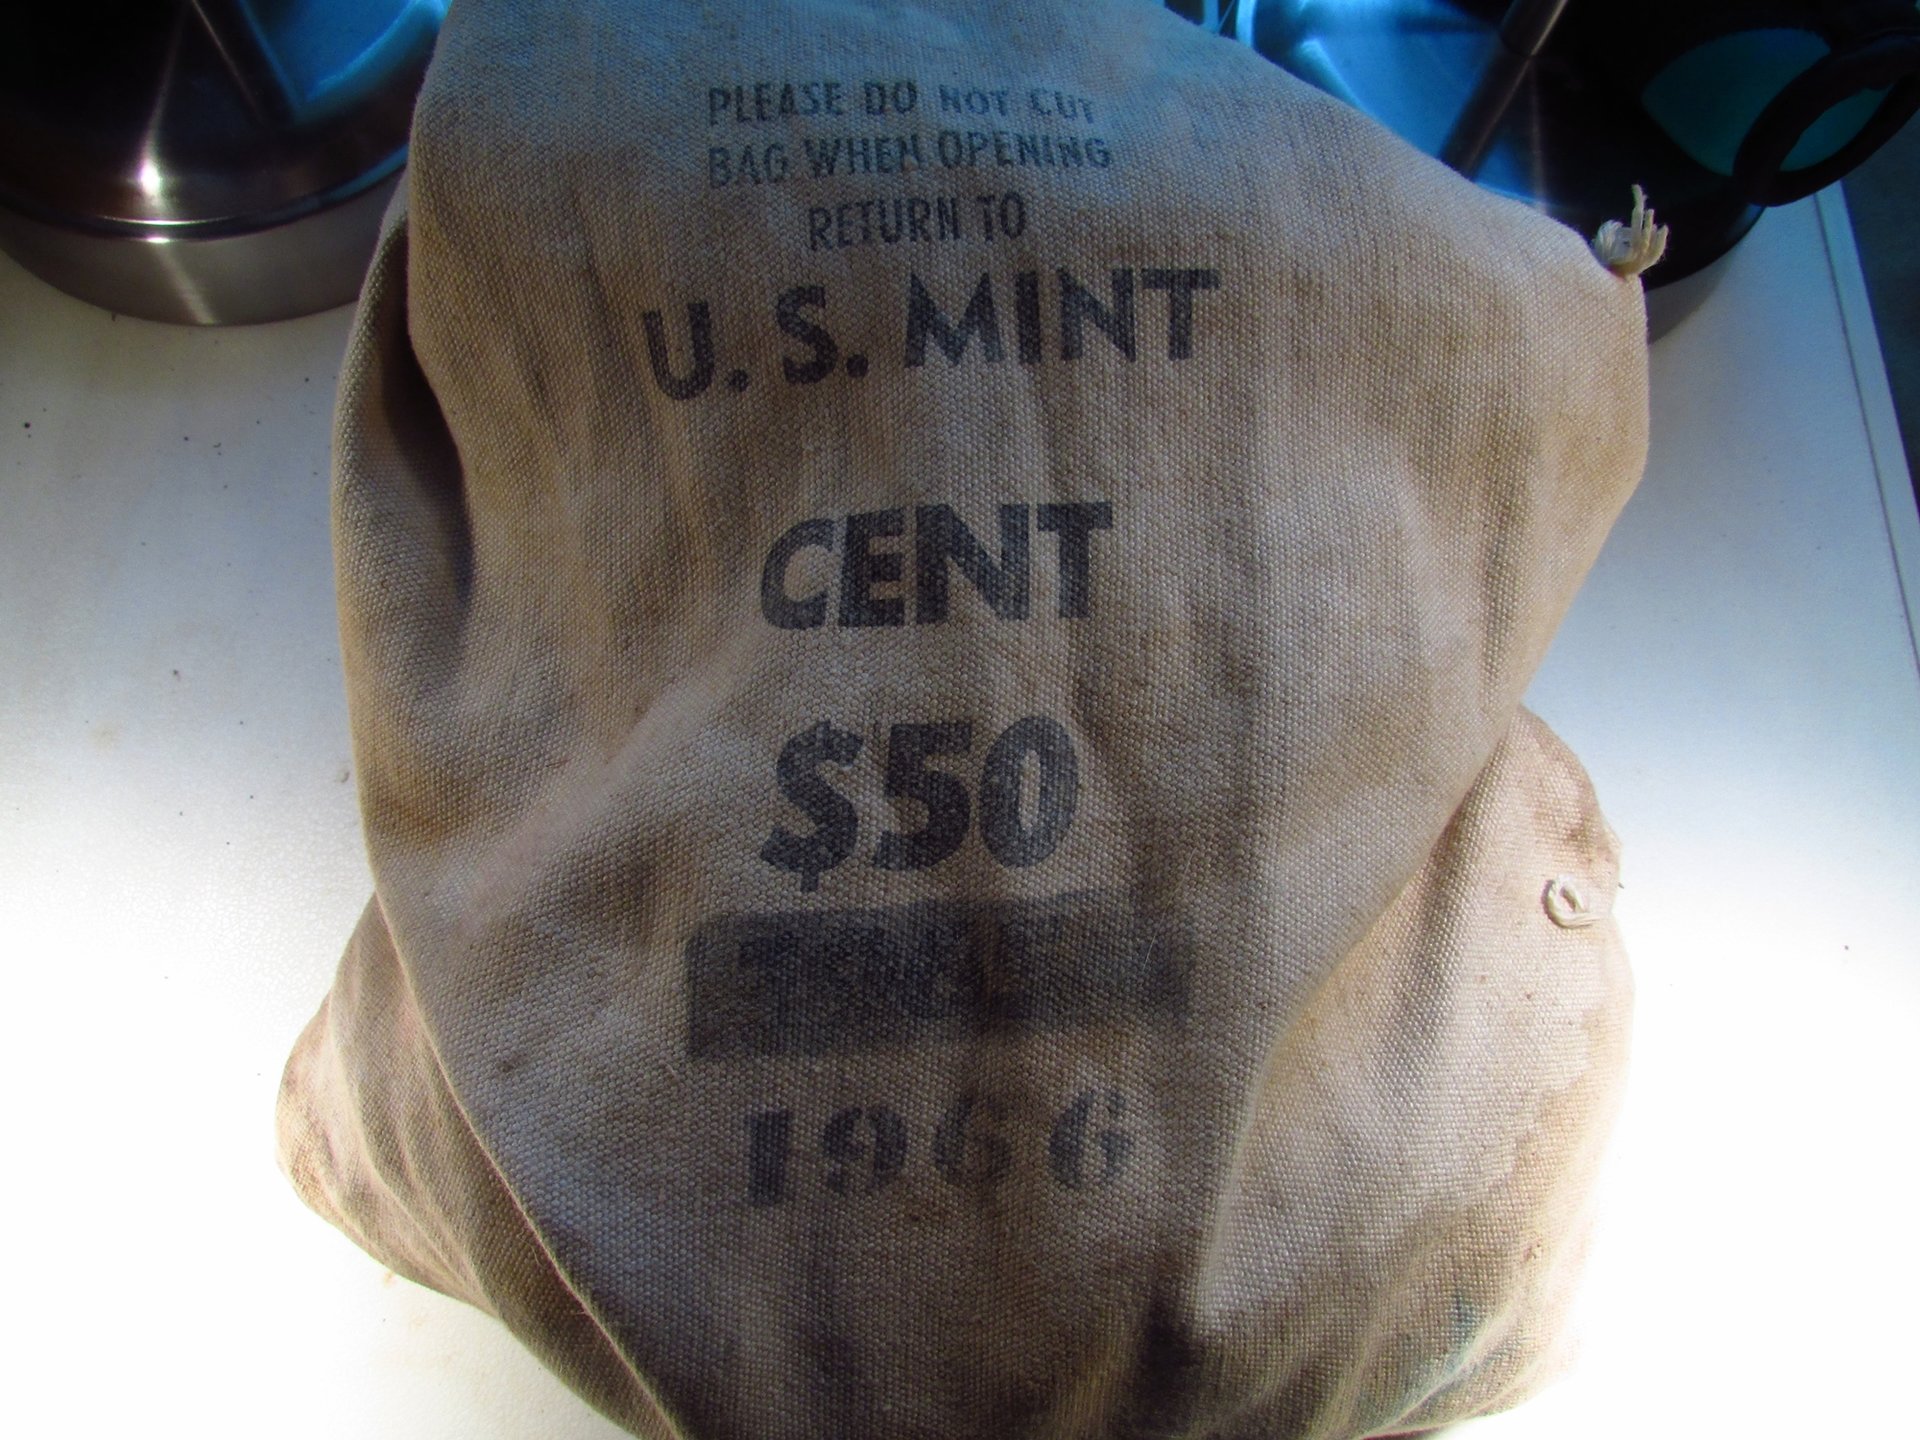 PLEASE DO NOT CUT
BAG WHEN OPENING
RETURN TO
U.S. MINT
CENT
$50
1966